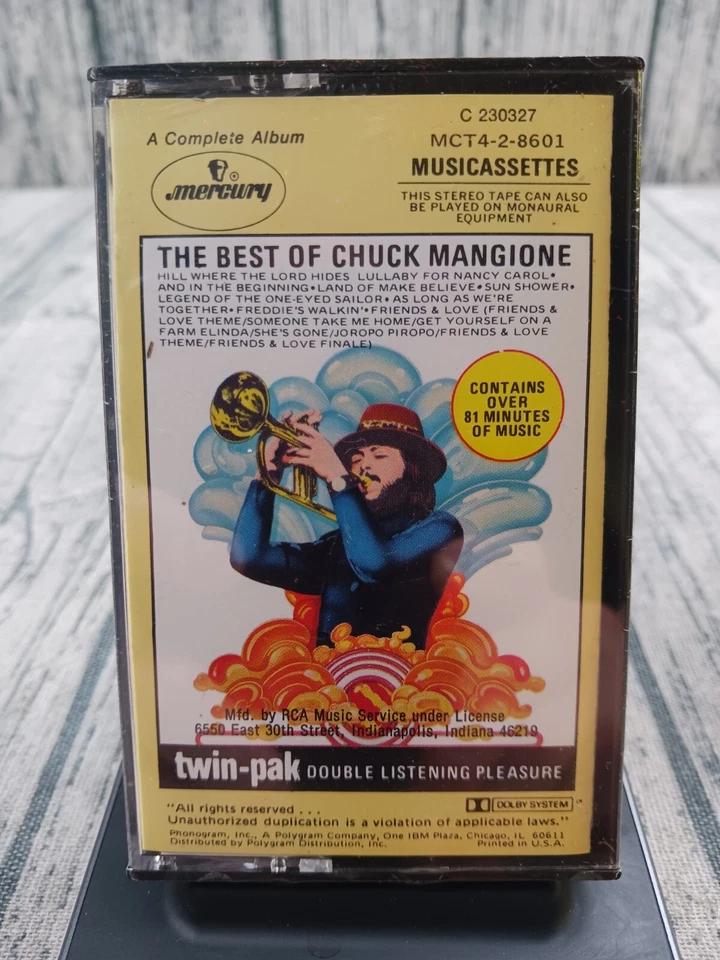 A Complete Album
mercury
C 230327
MCT4-2-8601
MUSICASSETTES
THIS STEREO TAPE CAN ALSO
BE PLAYED ON MONAURAL
EQUIPMENT
THE BEST OF CHUCK MANGIONE
HILL WHERE THE LORD HIDES LULLABY FOR NANCY CAROL•
AND IN THE BEGINNING•LAND OF MAKE BELIEVE•SUN SHOWER•
LEGEND OF THE ONE-EYED SAILOR•AS LONG AS WE'RE
TOGETHER•FREDDIE'S WALKIN'•FRIENDS & LOVE (FRIENDS &
LOVE THEME/SOMEONE TAKE ME HOME/GET YOURSELF ON A
FARM ELINDA/SHE'S GONE/JOROPO PIROPO/FRIENDS & LOVE
THEME/FRIENDS & LOVE FINALE)
CONTAINS
OVER
81 MINUTES
OF MUSIC
Mfd. by RCA Music Service under License
6550 East 30th Street, Indianapolis, Indiana 46219
twin-pak DOUBLE LISTENING PLEASURE
"All rights reserved . . .
DOLBY SYSTEM
Unauthorized duplication is a violation of applicable laws."
Phonogram, Inc., A Polygram Company, One IBM Plaza, Chicago, IL 60611
Distributed by Polygram Distribution, Inc.
Printed in U.S.A.